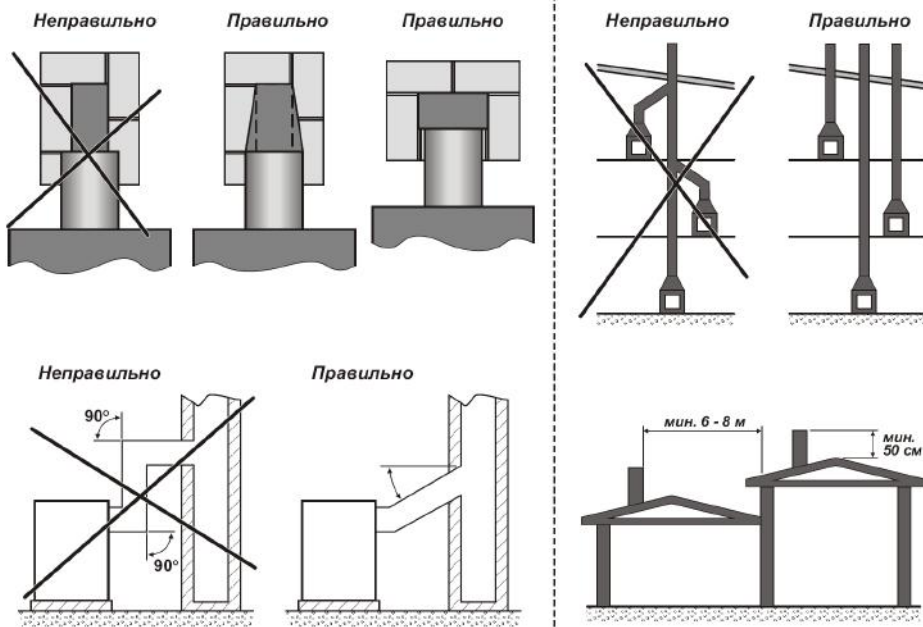 Неправильно
Правильно
Правильно
Неправильно
90°
90°
Правильно
Неправильно
Правильно
мин. 6 - 8 м
мин.
50 см